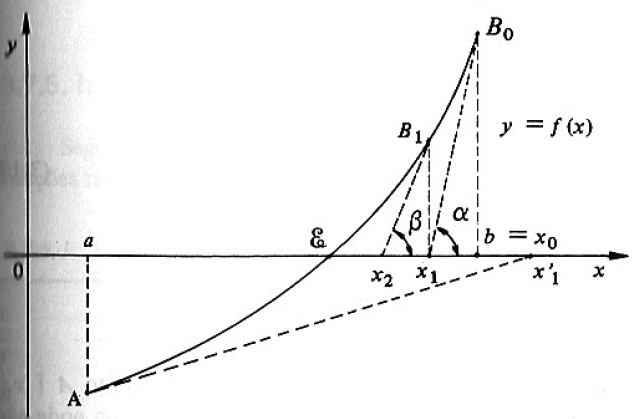 y
B₀
B₁
y = f(x)
a
ℰ
β
α
b = x₀
0
x₂
x₁
x'₁
x
A